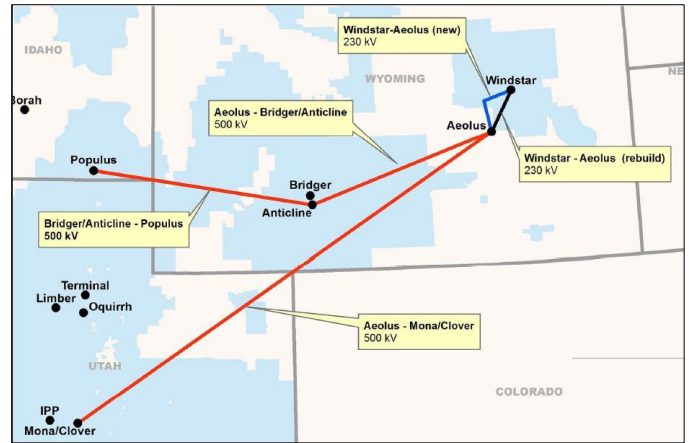 IDAHO
Windstar-Aeolus (new)
230 kV
WYOMING
Windstar
NE
Borah
Aeolus - Bridger/Anticline
500 kV
Aeolus
Populus
Windstar - Aeolus (rebuild)
230 kV
Bridger
Anticline
Bridger/Anticline - Populus
500 kV
Terminal
Limber
Oquirrh
Aeolus - Mona/Clover
500 kV
UTAH
COLORADO
IPP
Mona/Clover